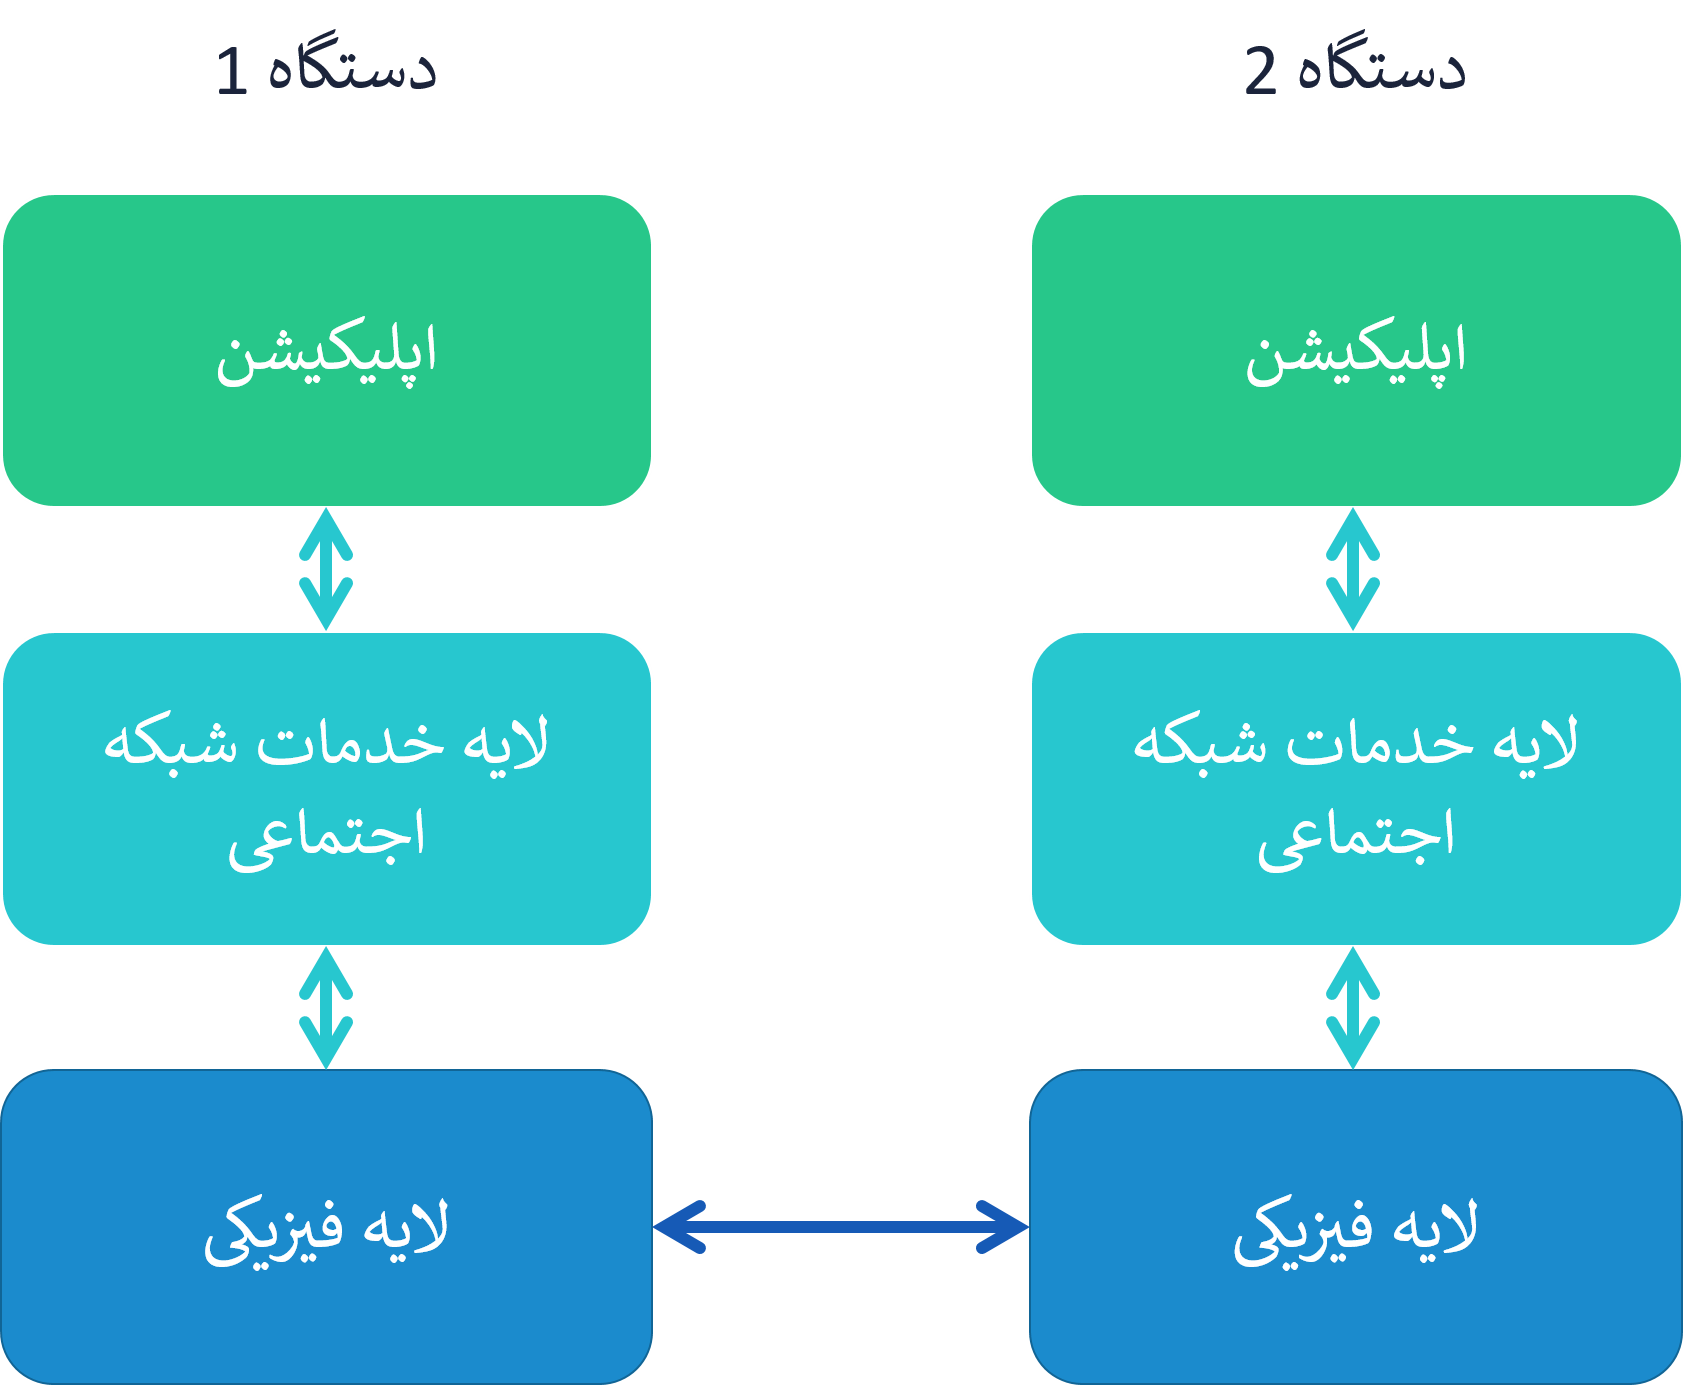 دستگاه 1
اپلیکیشن
لایه خدمات شبکه
اجتماعی
لایه فیزیکی
دستگاه 2
اپلیکیشن
لایه خدمات شبکه
اجتماعی
لایه فیزیکی